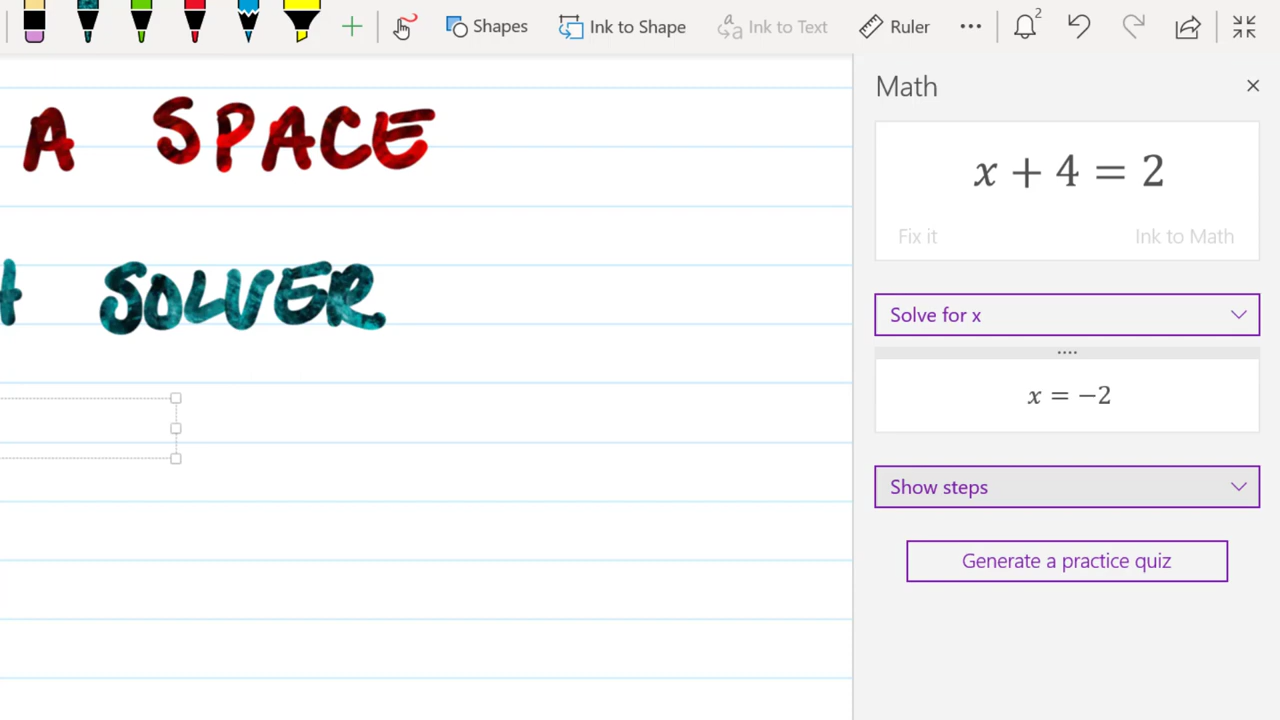 Shapes Ink to Shape Ink to Text Ruler 2
Math
x + 4 = 2
Fix it Ink to Math
Solve for x
x = −2
Show steps
Generate a practice quiz
A SPACE
SOLVER